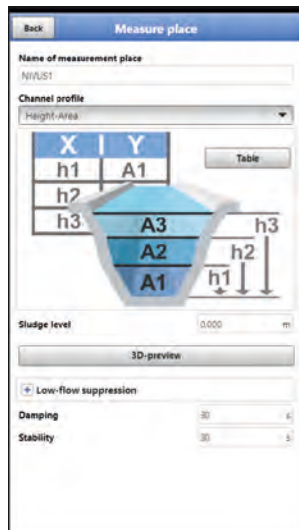 Back Measure place
Name of measurement place
NIVUS1
Channel profile
Height-Area
X Y
h1 A1
h2
h3
Table
A3 h3
A2 h2
A1 h1
Sludge level 0.000 m
3D-preview
+ Low-flow suppression
Damping 30 s
Stability 30 s